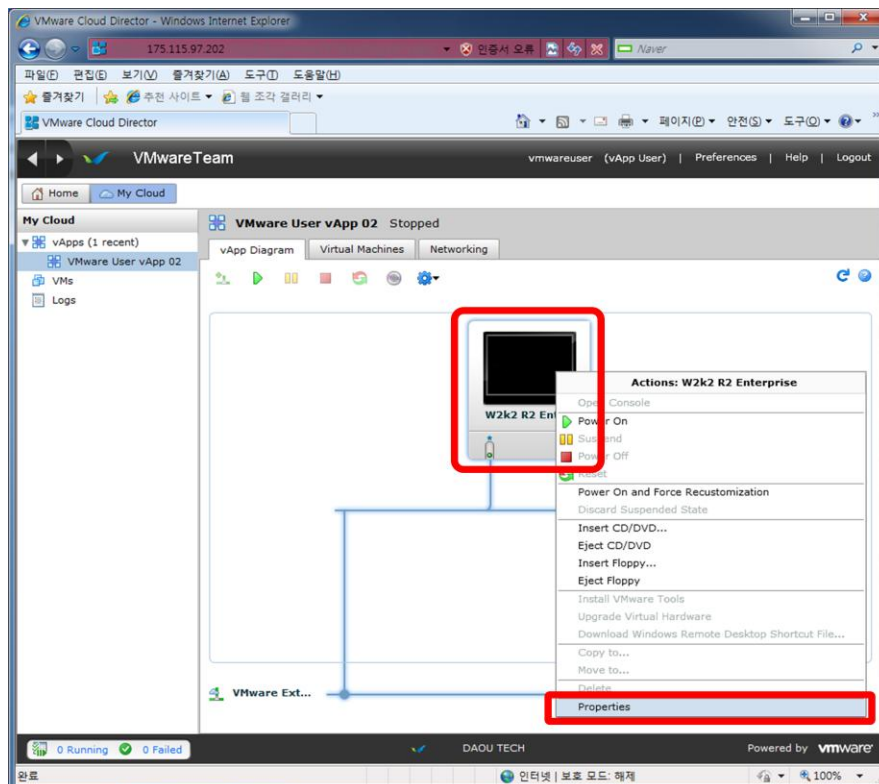 VMware Cloud Director - Windows Internet Explorer
175.115.97.202 인증서 오류 Naver
파일(F) 편집(E) 보기(V) 즐겨찾기(A) 도구(T) 도움말(H)
즐겨찾기 추천 사이트 웹 조각 갤러리
VMware Cloud Director 페이지(P) 안전(S) 도구(O)
VMwareTeam vmwareuser (vApp User) | Preferences | Help | Logout
Home My Cloud
My Cloud
VMware User vApp 02 Stopped
vApps (1 recent)
VMware User vApp 02
VMs
Logs
vApp Diagram Virtual Machines Networking
W2k2 R2 Ent
Actions: W2k2 R2 Enterprise
Open Console
Power On
Suspend
Power Off
Reset
Power On and Force Recustomization
Discard Suspended State
Insert CD/DVD...
Eject CD/DVD
Insert Floppy...
Eject Floppy
Install VMware Tools
Upgrade Virtual Hardware
Download Windows Remote Desktop Shortcut File...
Copy to...
Move to...
Delete
Properties
VMware Ext...
0 Running 0 Failed DAOU TECH Powered by vmware
완료 인터넷 | 보호 모드: 해제 100%